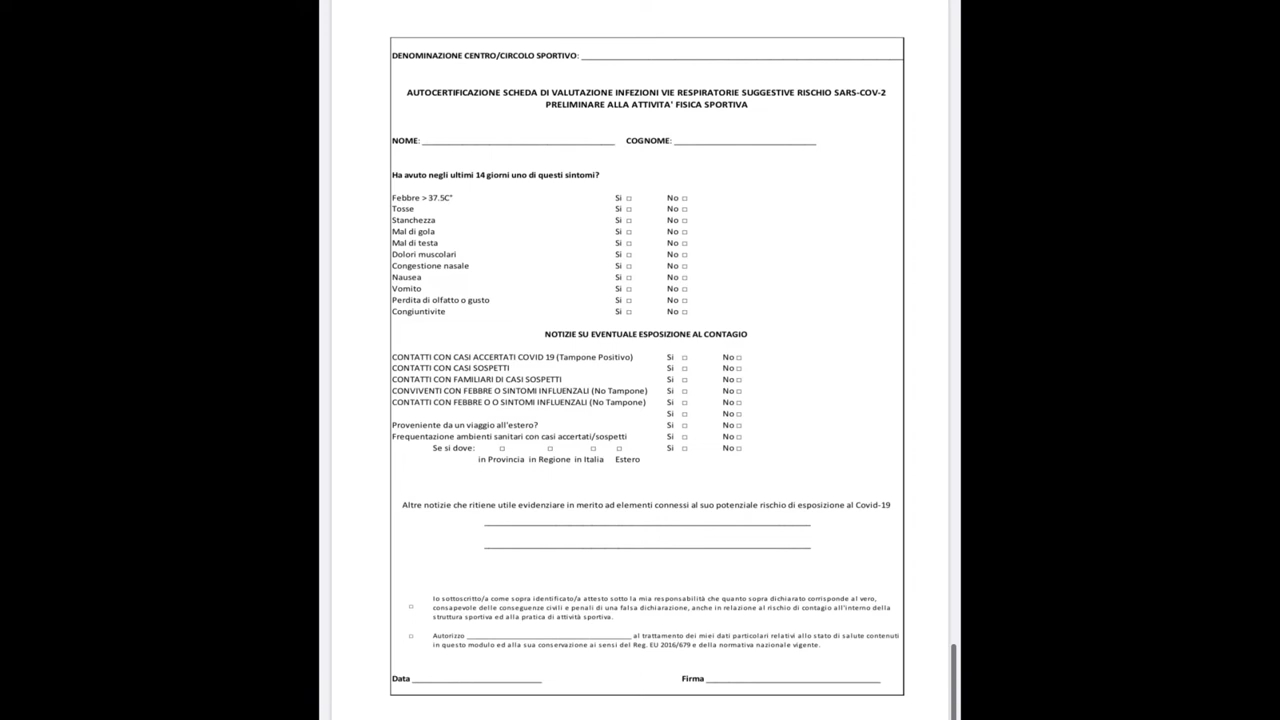 DENOMINAZIONE CENTRO/CIRCOLO SPORTIVO: ____________________
AUTOCERTIFICAZIONE SCHEDA DI VALUTAZIONE INFEZIONI VIE RESPIRATORIE SUGGESTIVE RISCHIO SARS-COV-2
PRELIMINARE ALLA ATTIVITA' FISICA SPORTIVA
NOME: ____________________ COGNOME: ____________________
Ha avuto negli ultimi 14 giorni uno di questi sintomi?
Febbre > 37.5C° Si □ No □
Tosse Si □ No □
Stanchezza Si □ No □
Mal di gola Si □ No □
Mal di testa Si □ No □
Dolori muscolari Si □ No □
Congestione nasale Si □ No □
Nausea Si □ No □
Vomito Si □ No □
Perdita di olfatto o gusto Si □ No □
Congiuntivite Si □ No □
NOTIZIE SU EVENTUALE ESPOSIZIONE AL CONTAGIO
CONTATTI CON CASI ACCERTATI COVID 19 (Tampone Positivo) Si □ No □
CONTATTI CON CASI SOSPETTI Si □ No □
CONTATTI CON FAMILIARI DI CASI SOSPETTI Si □ No □
CONVIVENTI CON FEBBRE O SINTOMI INFLUENZALI (No Tampone) Si □ No □
CONTATTI CON FEBBRE O O SINTOMI INFLUENZALI (No Tampone) Si □ No □
Si □ No □
Proveniente da un viaggio all'estero? Si □ No □
Frequentazione ambienti sanitari con casi accertati/sospetti Si □ No □
Se sì dove: □ □ □ □ Si □ No □
in Provincia in Regione in Italia Estero
Altre notizie che ritiene utile evidenziare in merito ad elementi connessi al suo potenziale rischio di esposizione al Covid-19
□ Io sottoscritto/a come sopra identificato/a attesto sotto la mia responsabilità che quanto sopra dichiarato corrisponde al vero,
consapevole delle conseguenze civili e penali di una falsa dichiarazione, anche in relazione al rischio di contagio all'interno della
struttura sportiva ed alla pratica di attività sportiva.
□ Autorizzo ____________________ al trattamento dei miei dati particolari relativi allo stato di salute contenuti
in questo modulo ed alla sua conservazione ai sensi del Reg. EU 2016/679 e della normativa nazionale vigente.
Data ____________________ Firma ____________________